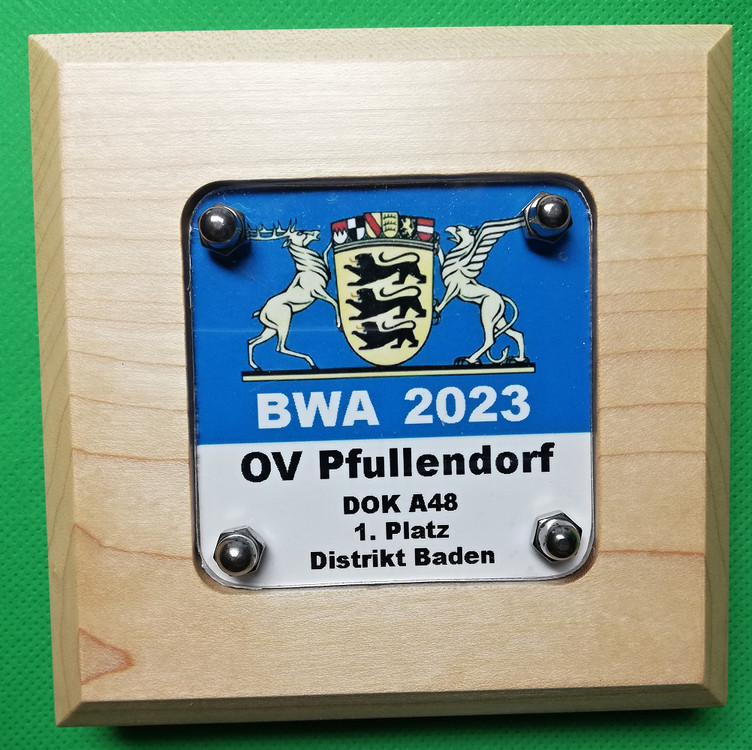 BWA 2023
OV Pfullendorf
DOK A48
1. Platz
Distrikt Baden